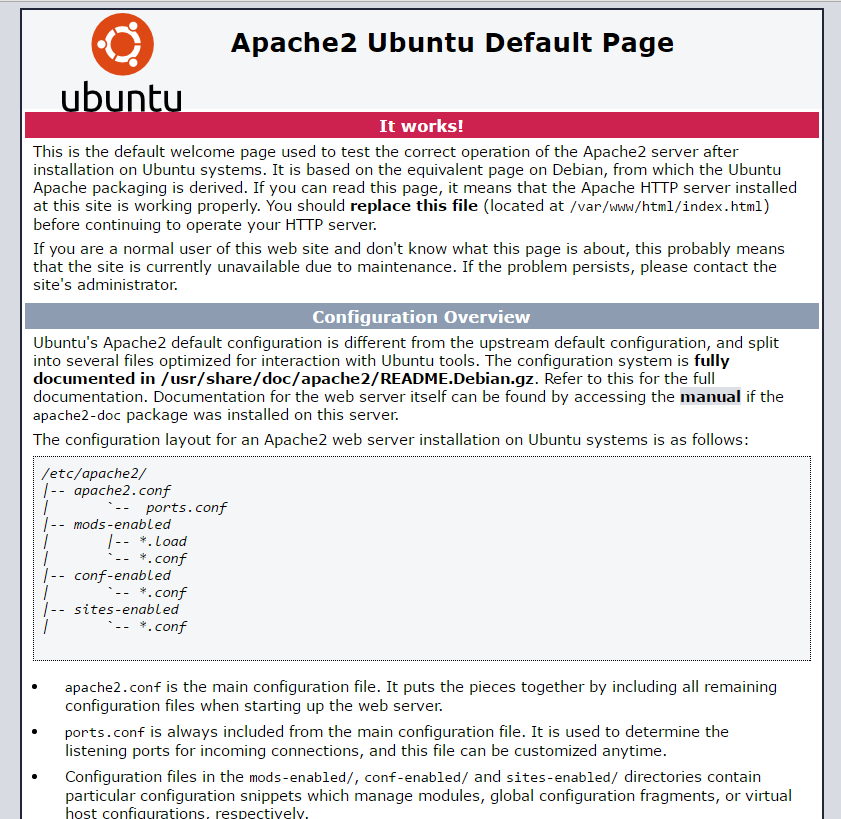 ubuntu
Apache2 Ubuntu Default Page
It works!
This is the default welcome page used to test the correct operation of the Apache2 server after
installation on Ubuntu systems. It is based on the equivalent page on Debian, from which the Ubuntu
Apache packaging is derived. If you can read this page, it means that the Apache HTTP server installed
at this site is working properly. You should replace this file (located at /var/www/html/index.html)
before continuing to operate your HTTP server.
If you are a normal user of this web site and don't know what this page is about, this probably means
that the site is currently unavailable due to maintenance. If the problem persists, please contact the
site's administrator.
Configuration Overview
Ubuntu's Apache2 default configuration is different from the upstream default configuration, and split
into several files optimized for interaction with Ubuntu tools. The configuration system is fully
documented in /usr/share/doc/apache2/README.Debian.gz. Refer to this for the full
documentation. Documentation for the web server itself can be found by accessing the manual if the
apache2-doc package was installed on this server.
The configuration layout for an Apache2 web server installation on Ubuntu systems is as follows:
/etc/apache2/
|-- apache2.conf
|       `--  ports.conf
|-- mods-enabled
|       |-- *.load
|       `-- *.conf
|-- conf-enabled
|       `-- *.conf
|-- sites-enabled
|       `-- *.conf
• apache2.conf is the main configuration file. It puts the pieces together by including all remaining
configuration files when starting up the web server.
• ports.conf is always included from the main configuration file. It is used to determine the
listening ports for incoming connections, and this file can be customized anytime.
• Configuration files in the mods-enabled/, conf-enabled/ and sites-enabled/ directories contain
particular configuration snippets which manage modules, global configuration fragments, or virtual
host configurations, respectively.